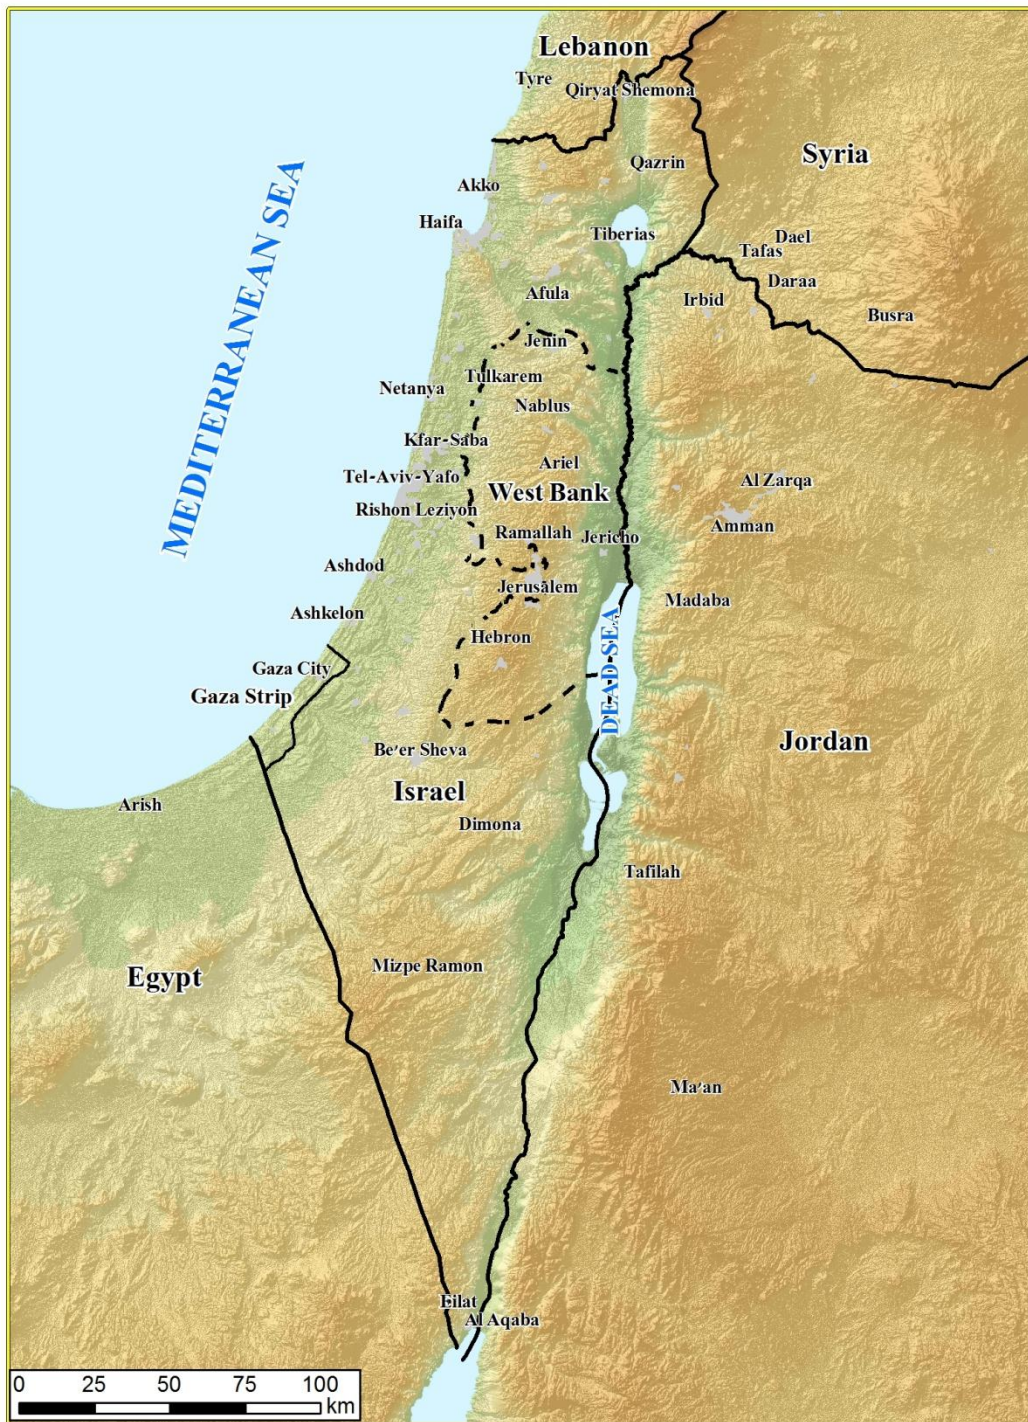 Lebanon
Tyre
Qiryat Shemona
Syria
Qazrin
Akko
Haifa
Tiberias
Dael
Tafas
Daraa
Afula
Irbid
Busra
MEDITERRANEAN SEA
Jenin
Tulkarem
Netanya
Nablus
Kfar-Saba
Ariel
Tel-Aviv-Yafo
Al Zarqa
West Bank
Rishon Leziyon
Amman
Ramallah
Jericho
Ashdod
Jerusalem
Madaba
Ashkelon
Hebron
DEAD SEA
Gaza City
Gaza Strip
Jordan
Be'er Sheva
Israel
Arish
Dimona
Tafilah
Mizpe Ramon
Egypt
Ma'an
Eilat
Al Aqaba
0 25 50 75 100
km